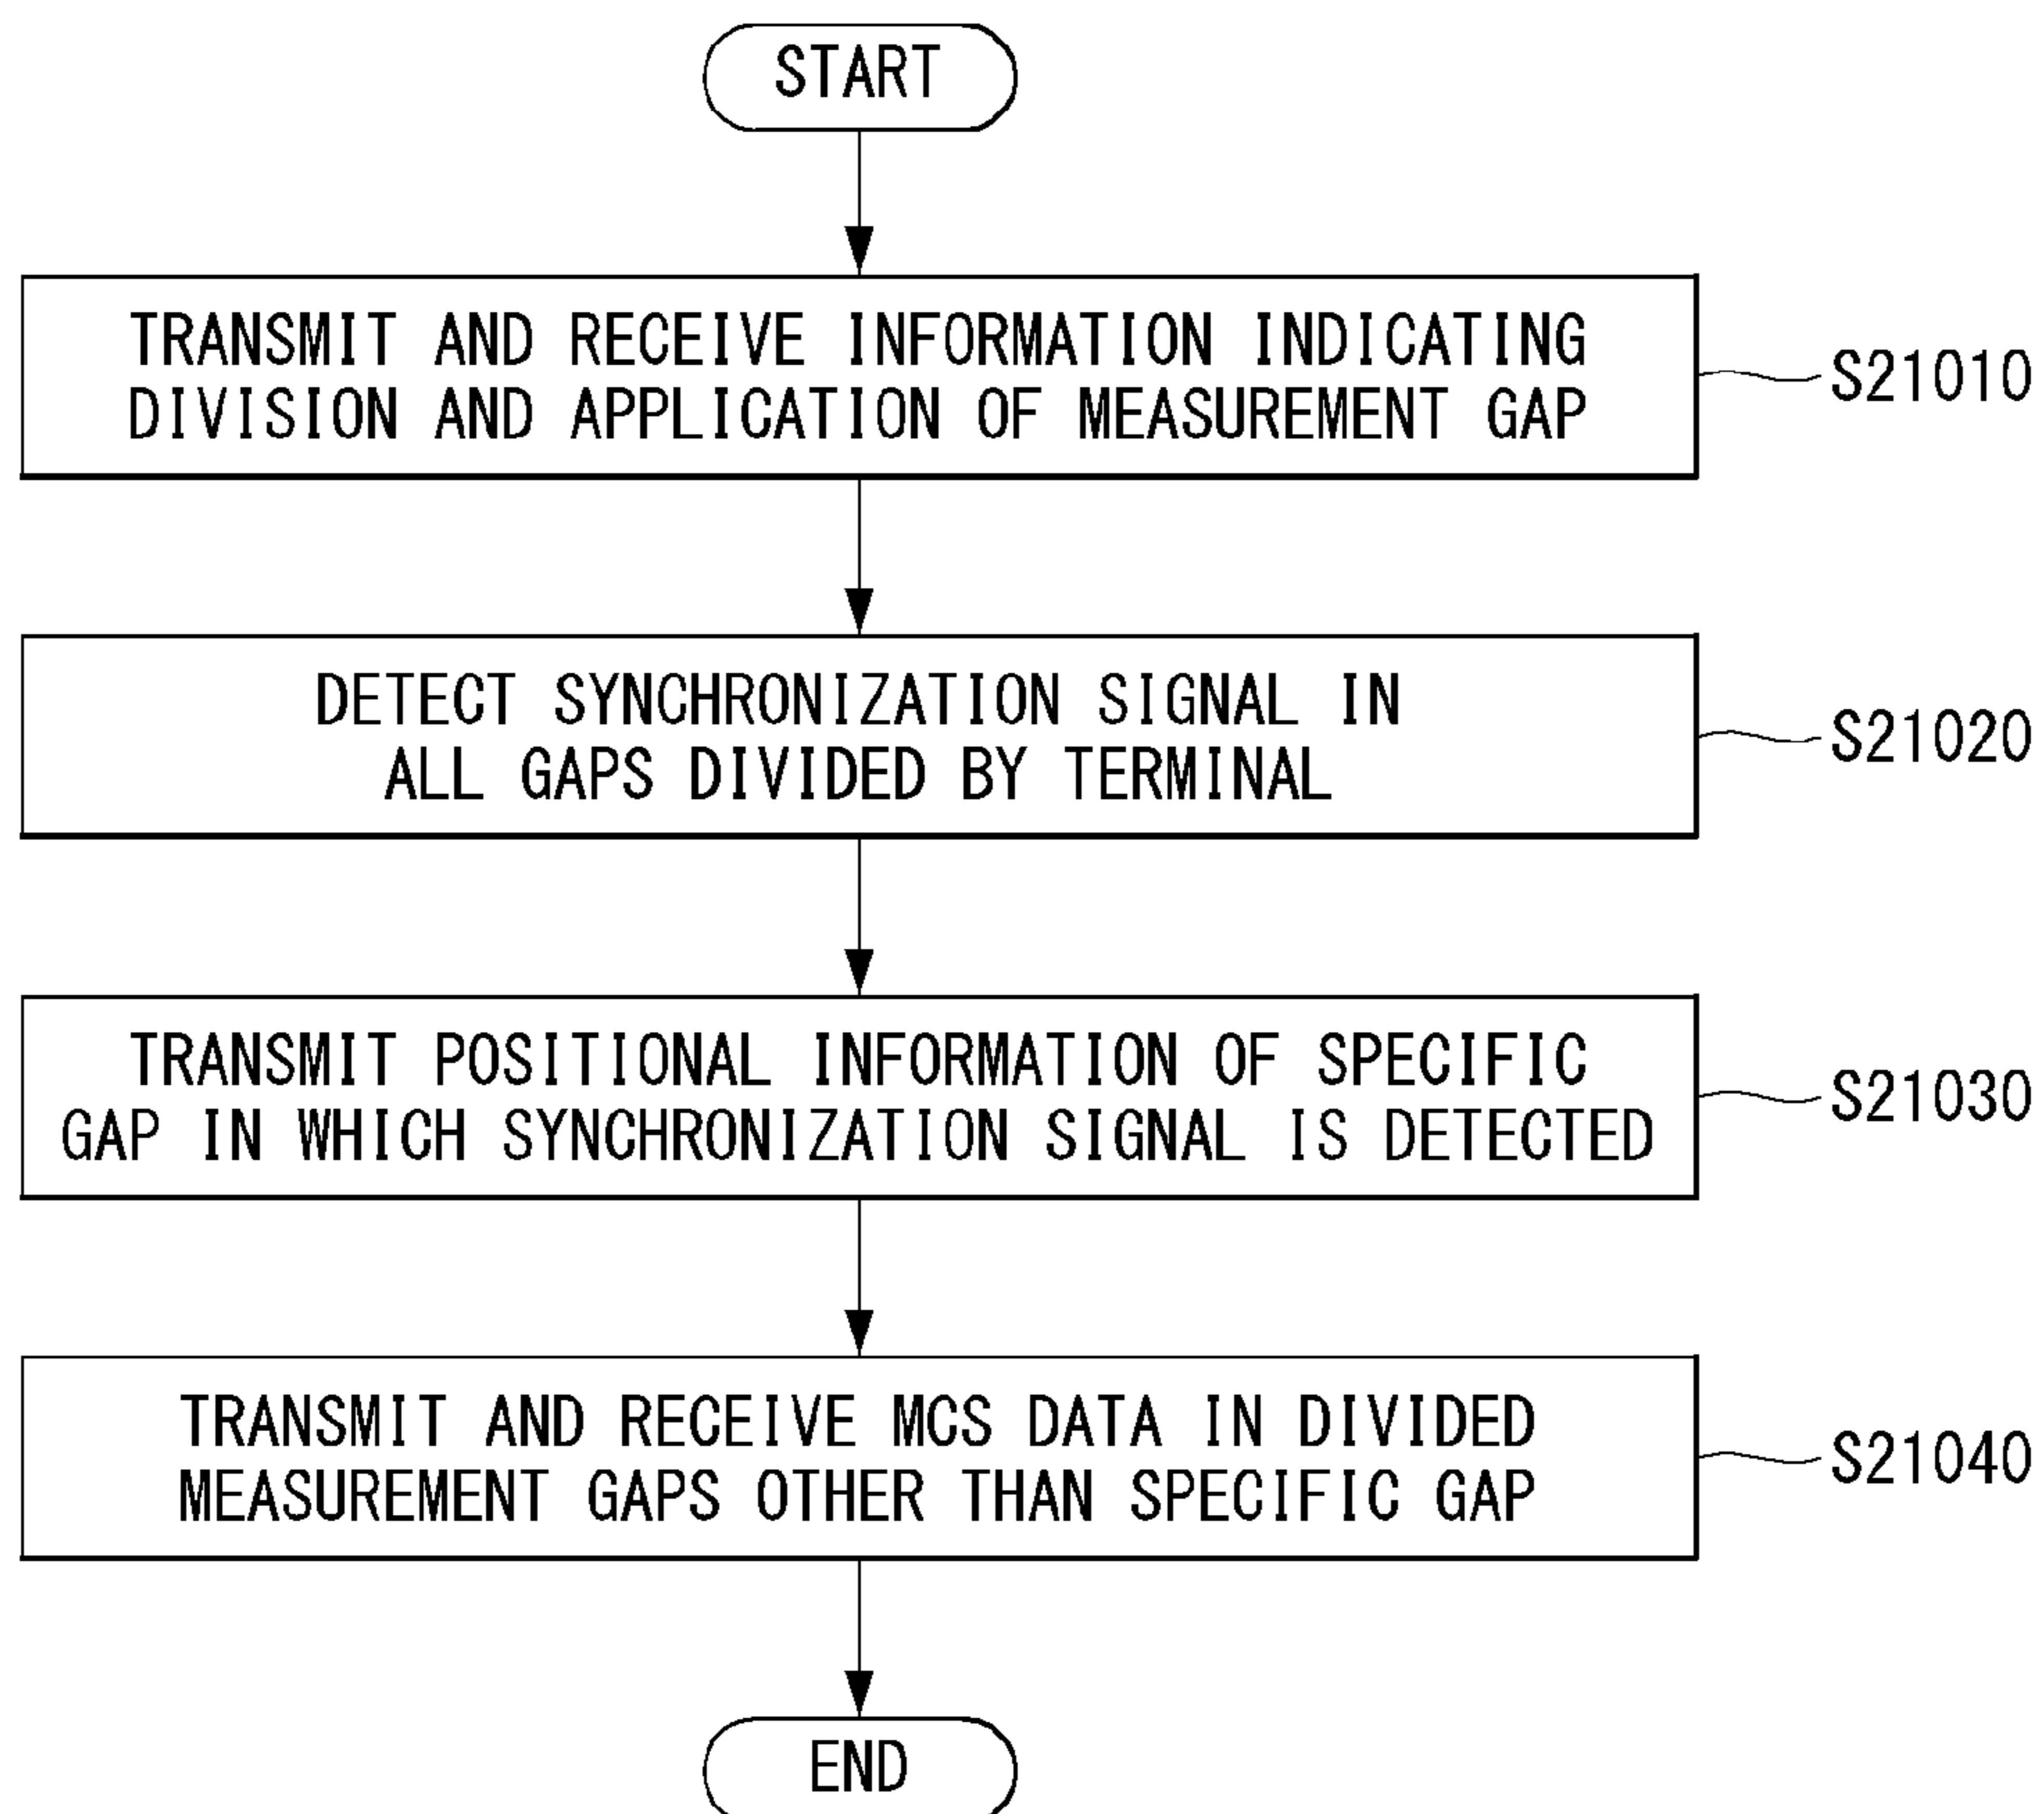 START
TRANSMIT AND RECEIVE INFORMATION INDICATING
DIVISION AND APPLICATION OF MEASUREMENT GAP
S21010
DETECT SYNCHRONIZATION SIGNAL IN
ALL GAPS DIVIDED BY TERMINAL
S21020
TRANSMIT POSITIONAL INFORMATION OF SPECIFIC
GAP IN WHICH SYNCHRONIZATION SIGNAL IS DETECTED
S21030
TRANSMIT AND RECEIVE MCS DATA IN DIVIDED
MEASUREMENT GAPS OTHER THAN SPECIFIC GAP
S21040
END